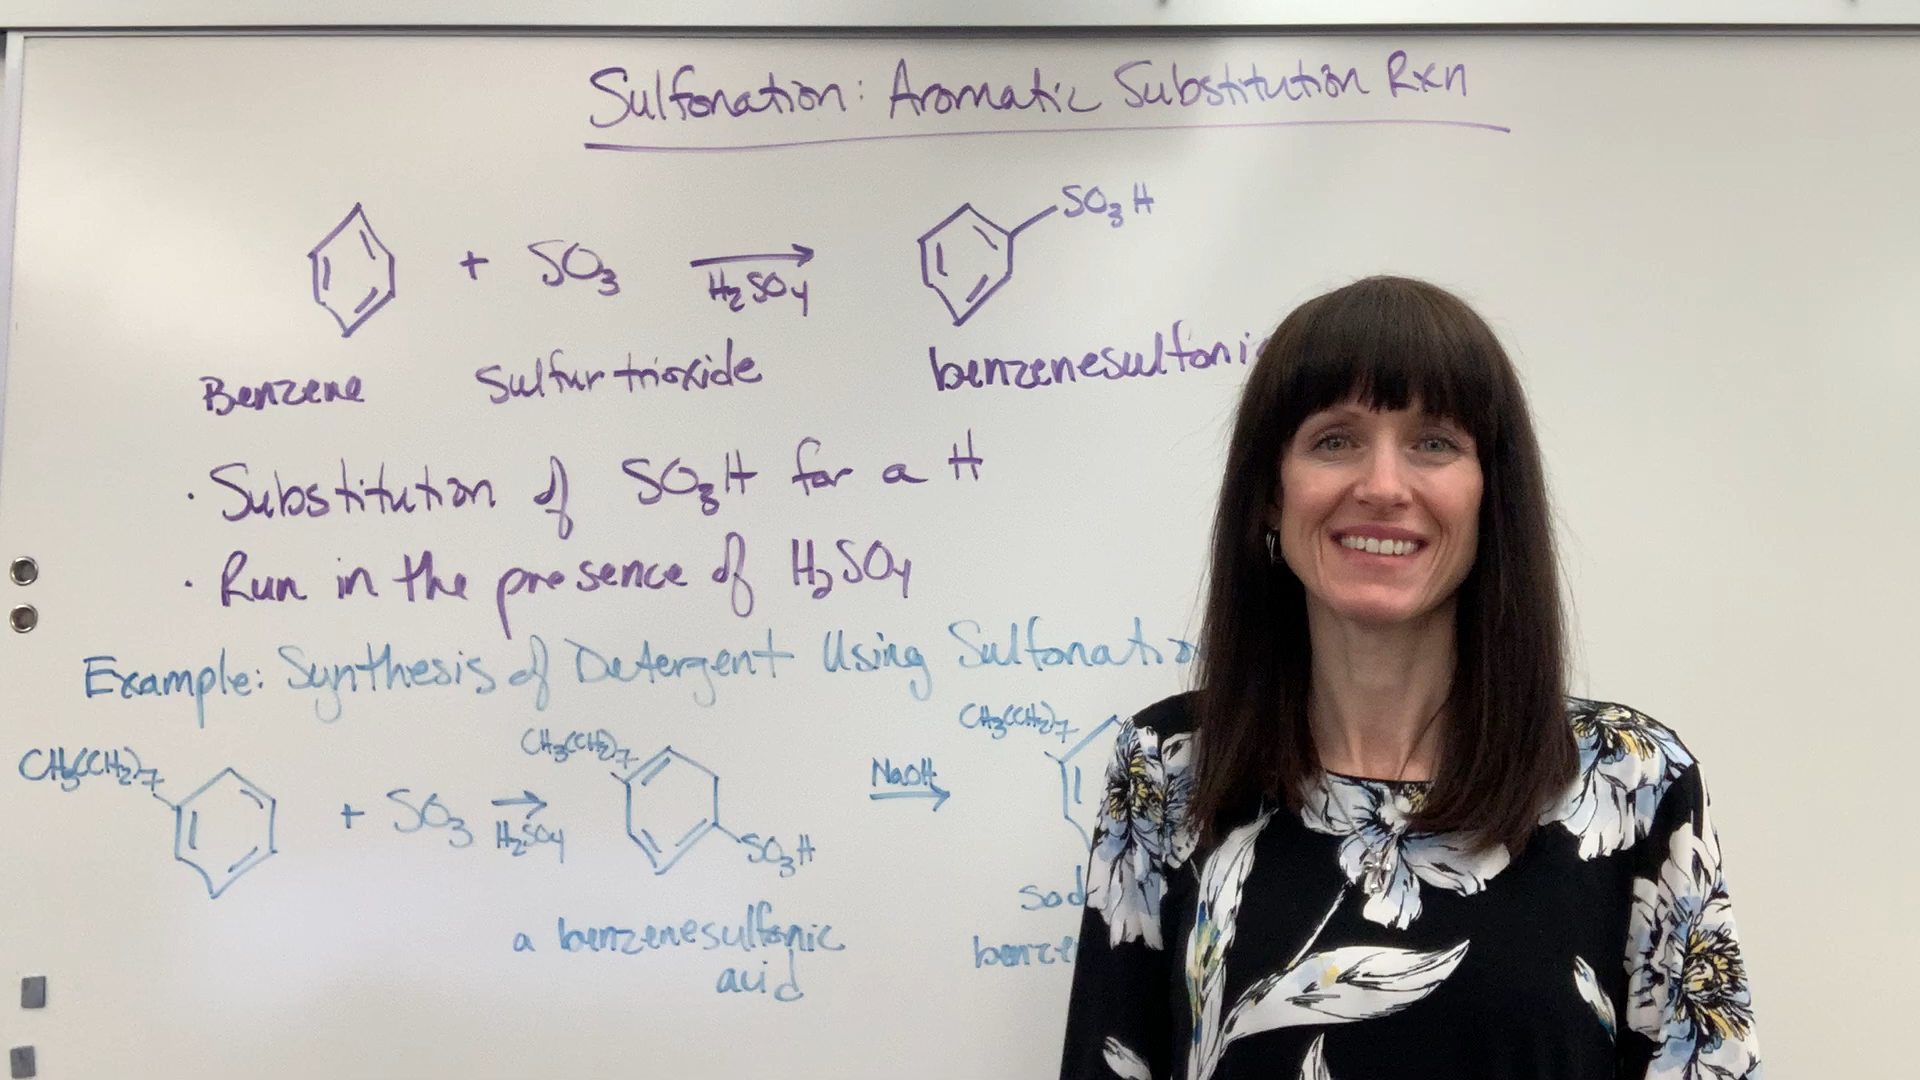 Sulfonation: Aromatic Substitution Rxn
SO₃H
+ SO₃
H₂SO₄
Benzene Sulfur trioxide benzenesulfonic
· Substitution of SO₃H for a H
· Run in the presence of H₂SO₄
Example: Synthesis of Detergent Using Sulfonation
CH₃(CH₂)₇ CH₃(CH₂)₇ CH₃(CH₂)₇
+ SO₃ H₂SO₄ SO₃H NaOH
a benzenesulfonic
acid
sod
benze